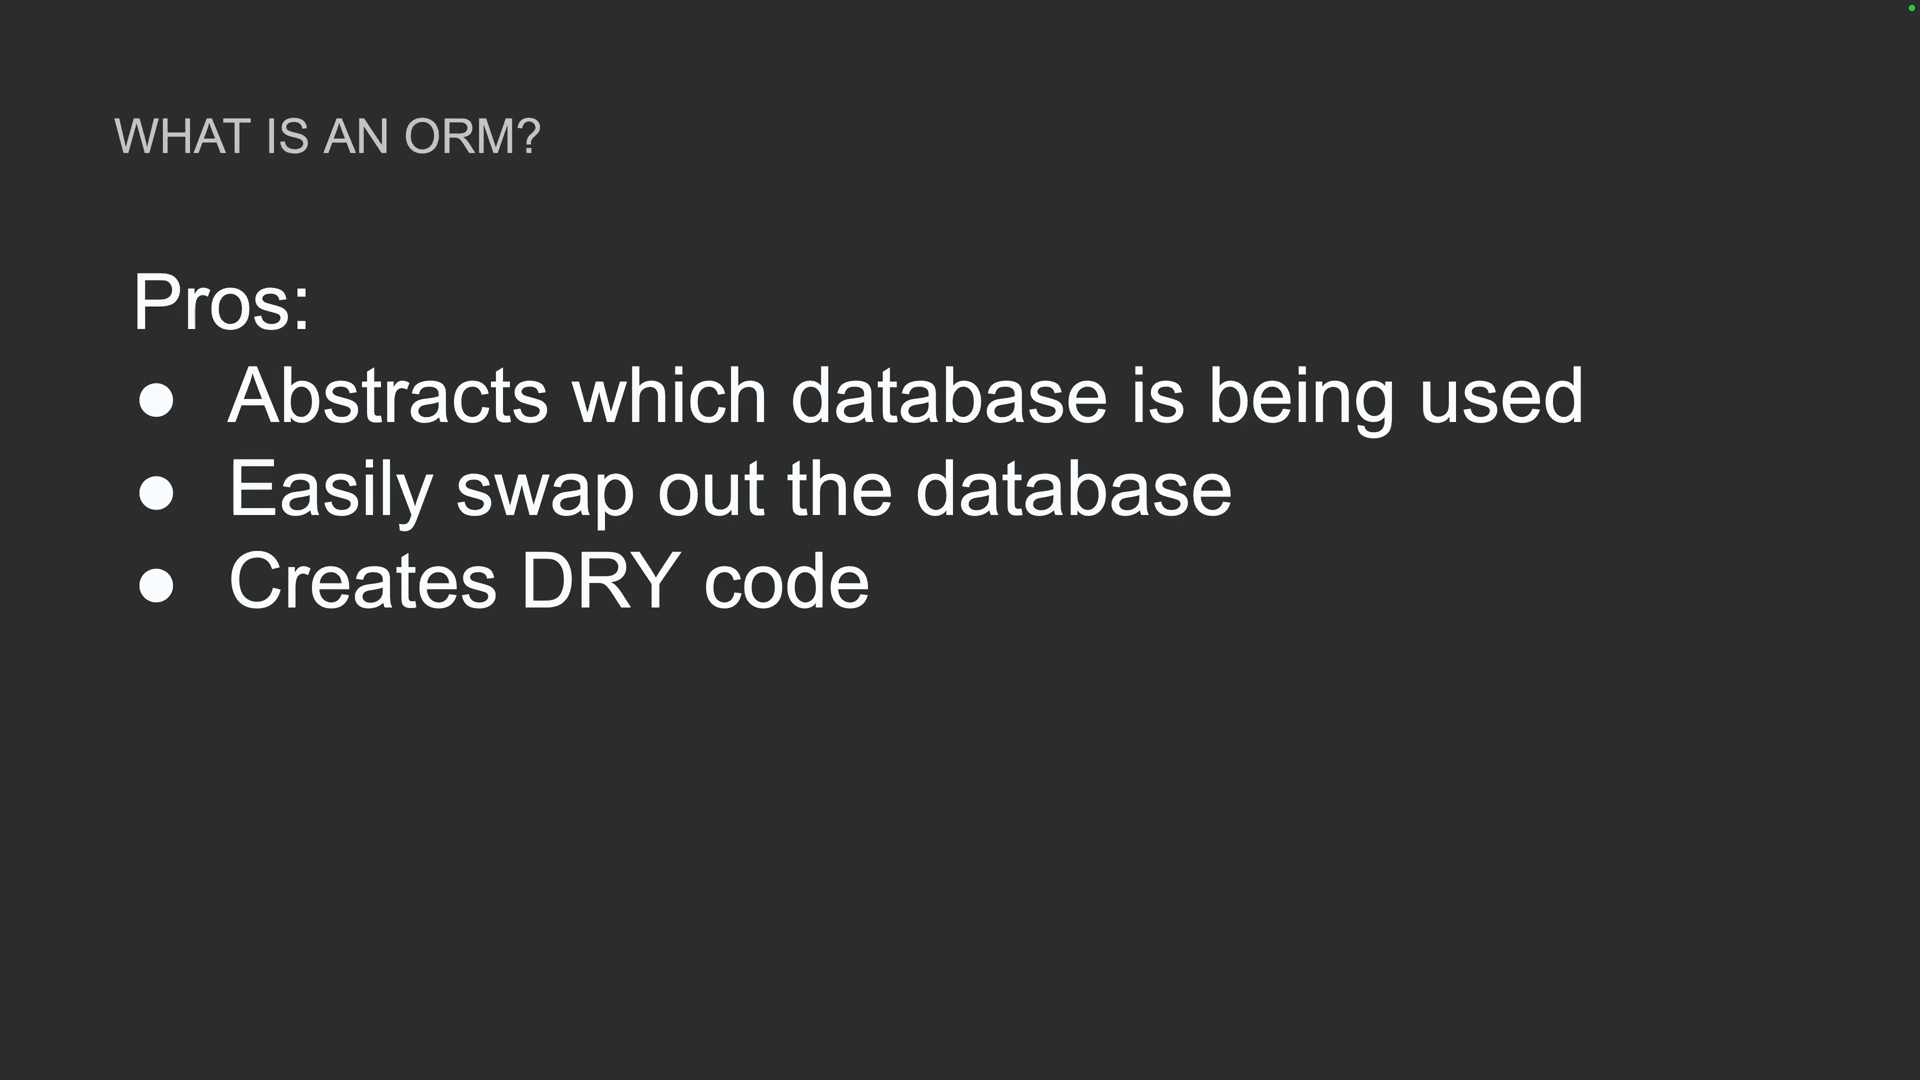 WHAT IS AN ORM?
Pros:
● Abstracts which database is being used
● Easily swap out the database
● Creates DRY code